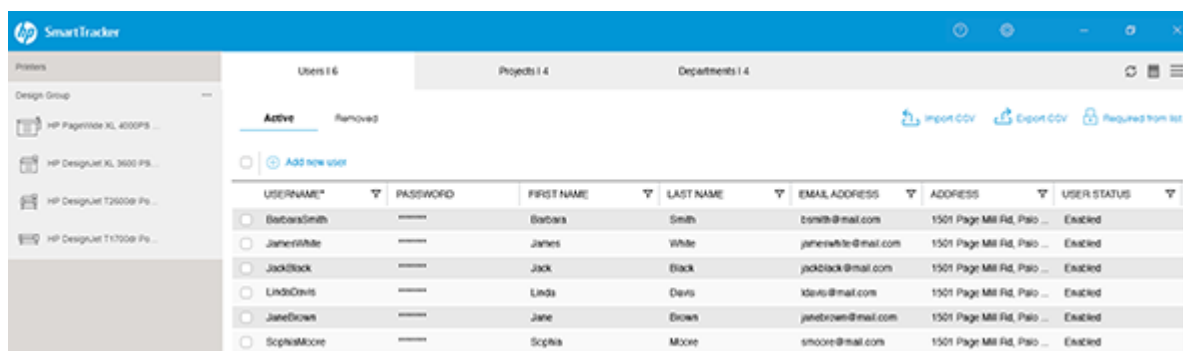 hp SmartTracker
Printers
Users | 6
Projects | 4
Departments | 4
Design Group
HP PageWide XL 4000PS ...
HP DesignJet XL 3600 PS...
HP DesignJet T2600dr Po...
HP DesignJet T1700dr Po...
Active
Removed
Import CSV
Export CSV
Required from list
Add new user
USERNAME* PASSWORD FIRST NAME LAST NAME EMAIL ADDRESS ADDRESS USER STATUS
BarbaraSmith ******** Barbara Smith bsmith@mail.com 1501 Page Mill Rd, Palo ... Enabled
JamesWhite ******** James White jameswhite@mail.com 1501 Page Mill Rd, Palo ... Enabled
JackBlack ******** Jack Black jackblack@mail.com 1501 Page Mill Rd, Palo ... Enabled
LindaDavis ******** Linda Davis ldavis@mail.com 1501 Page Mill Rd, Palo ... Enabled
JaneBrown ******** Jane Brown janebrown@mail.com 1501 Page Mill Rd, Palo ... Enabled
SophiaMoore ******** Sophia Moore smoore@mail.com 1501 Page Mill Rd, Palo ... Enabled